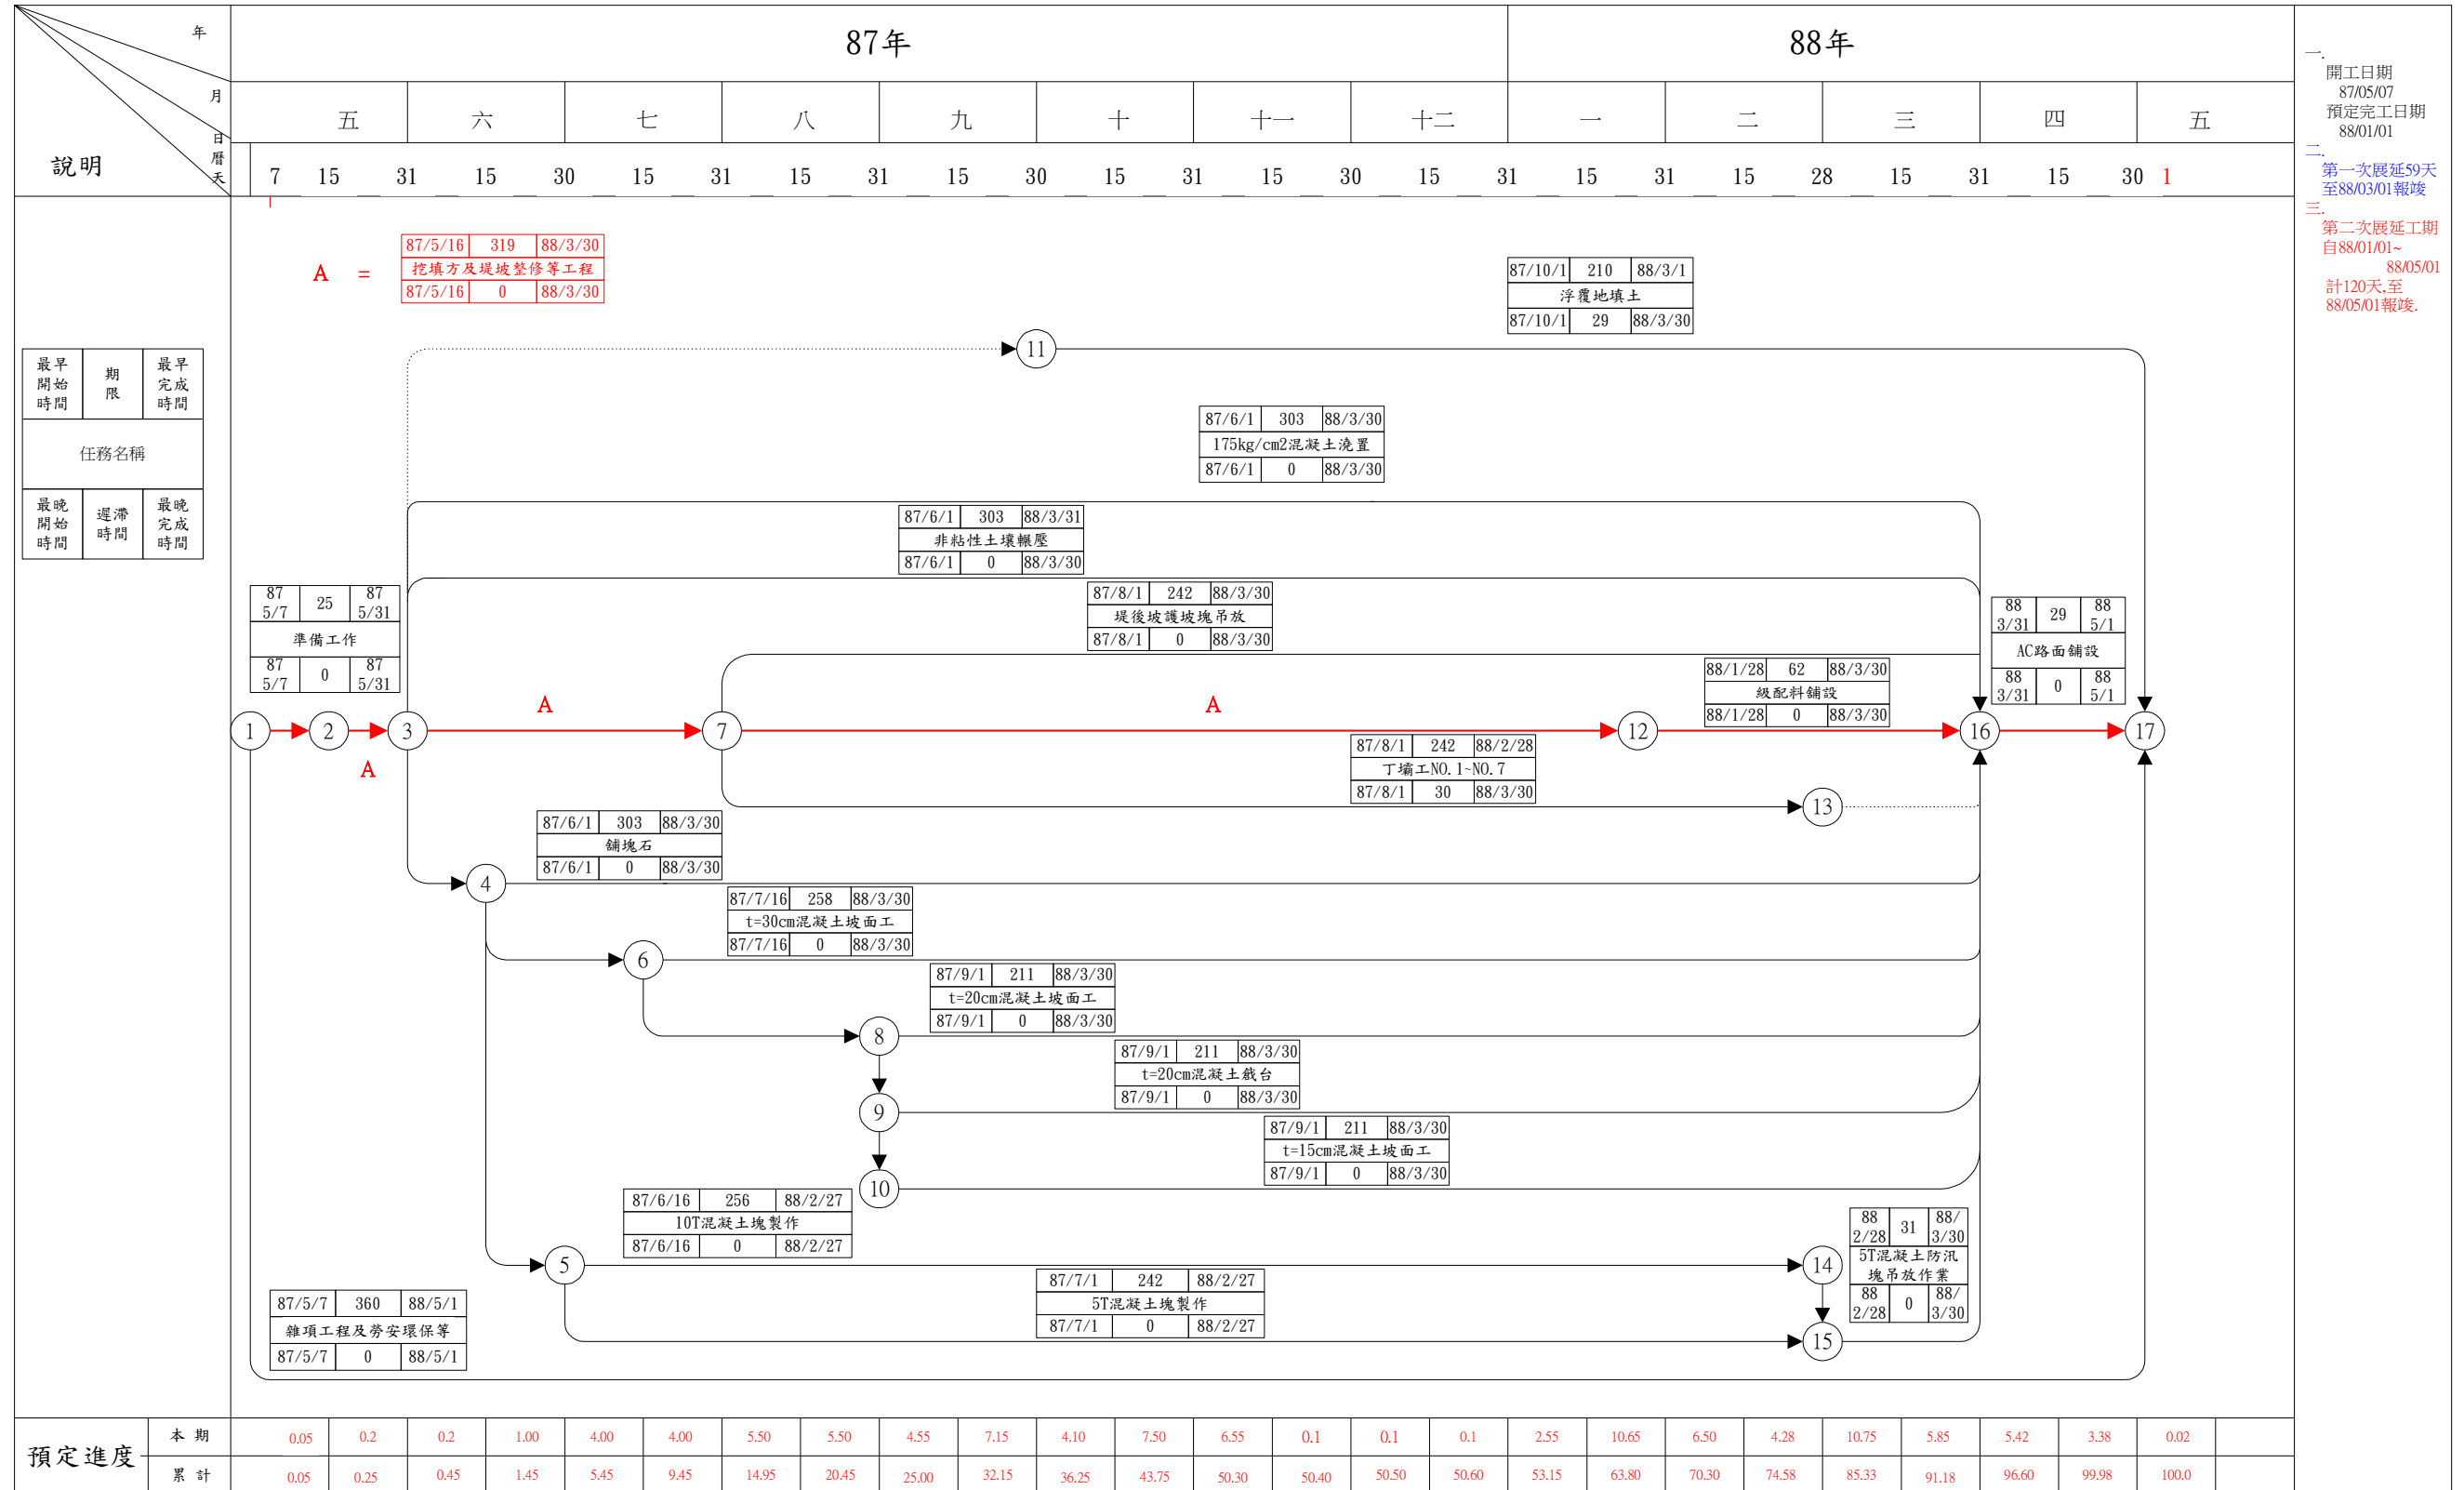 年
月
日
曆
天
說明
87年
88年
五 六 七 八 九 十 十一 十二 一 二 三 四 五
7 15 31 15 30 15 31 15 31 15 30 15 31 15 30 15 31 15 31 15 28 15 31 15 30 1
一.
開工日期
87/05/07
預定完工日期
88/01/01
二.
第一次展延59天
至88/03/01報竣
三.
第二次展延工期
自88/01/01~
88/05/01
計120天,至
88/05/01報竣.
A =
87/5/16 319 88/3/30
挖填方及堤坡整修等工程
87/5/16 0 88/3/30
87/10/1 210 88/3/1
浮覆地填土
87/10/1 29 88/3/30
11
最早 期 最早
開始 限 完成
時間 時間
任務名稱
最晚 遲滯 最晚
開始 時間 完成
時間 時間
87/6/1 303 88/3/30
175kg/cm2混凝土澆置
87/6/1 0 88/3/30
87/6/1 303 88/3/31
非粘性土壤輾壓
87/6/1 0 88/3/30
87/8/1 242 88/3/30
堤後坡護坡塊吊放
87/8/1 0 88/3/30
87 25 87
5/7 5/31
準備工作
87 0 87
5/7 5/31
88 29 88
3/31 5/1
AC路面舖設
88 0 88
3/31 5/1
88/1/28 62 88/3/30
級配料舖設
88/1/28 0 88/3/30
A A
1 2 3 7 12 16 17
A
87/8/1 242 88/2/28
丁壩工NO.1~NO.7
87/8/1 30 88/3/30
13
87/6/1 303 88/3/30
舖塊石
87/6/1 0 88/3/30
4
87/7/16 258 88/3/30
t=30cm混凝土坡面工
87/7/16 0 88/3/30
6
87/9/1 211 88/3/30
t=20cm混凝土坡面工
87/9/1 0 88/3/30
8
87/9/1 211 88/3/30
t=20cm混凝土戧台
87/9/1 0 88/3/30
9
87/9/1 211 88/3/30
t=15cm混凝土坡面工
87/9/1 0 88/3/30
10
87/6/16 256 88/2/27
10T混凝土塊製作
87/6/16 0 88/2/27
5 14
88 31 88/
2/28 3/30
5T混凝土防汛
塊吊放作業
88 0 88/
2/28 3/30
87/7/1 242 88/2/27
5T混凝土塊製作
87/7/1 0 88/2/27
15
87/5/7 360 88/5/1
雜項工程及勞安環保等
87/5/7 0 88/5/1
預定進度
本 期 0.05 0.2 0.2 1.00 4.00 4.00 5.50 5.50 4.55 7.15 4.10 7.50 6.55 0.1 0.1 0.1 2.55 10.65 6.50 4.28 10.75 5.85 5.42 3.38 0.02
累 計 0.05 0.25 0.45 1.45 5.45 9.45 14.95 20.45 25.00 32.15 36.25 43.75 50.30 50.40 50.50 50.60 53.15 63.80 70.30 74.58 85.33 91.18 96.60 99.98 100.0